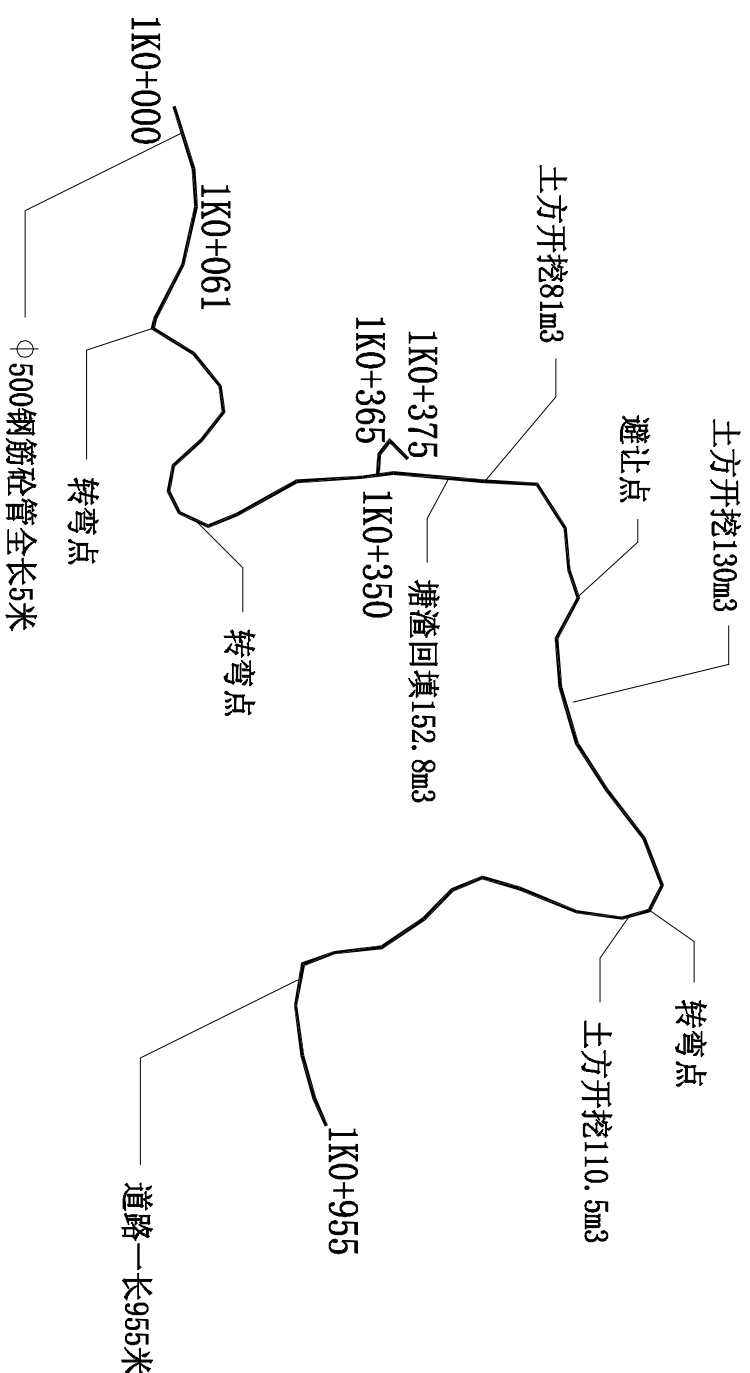 1K0+000
1K0+061
φ500钢筋砼管全长5米
转弯点
转弯点
1K0+350
1K0+365
1K0+375
塘渣回填152.8m3
土方开挖81m3
避让点
土方开挖130m3
转弯点
土方开挖110.5m3
道路一长955米
1K0+955